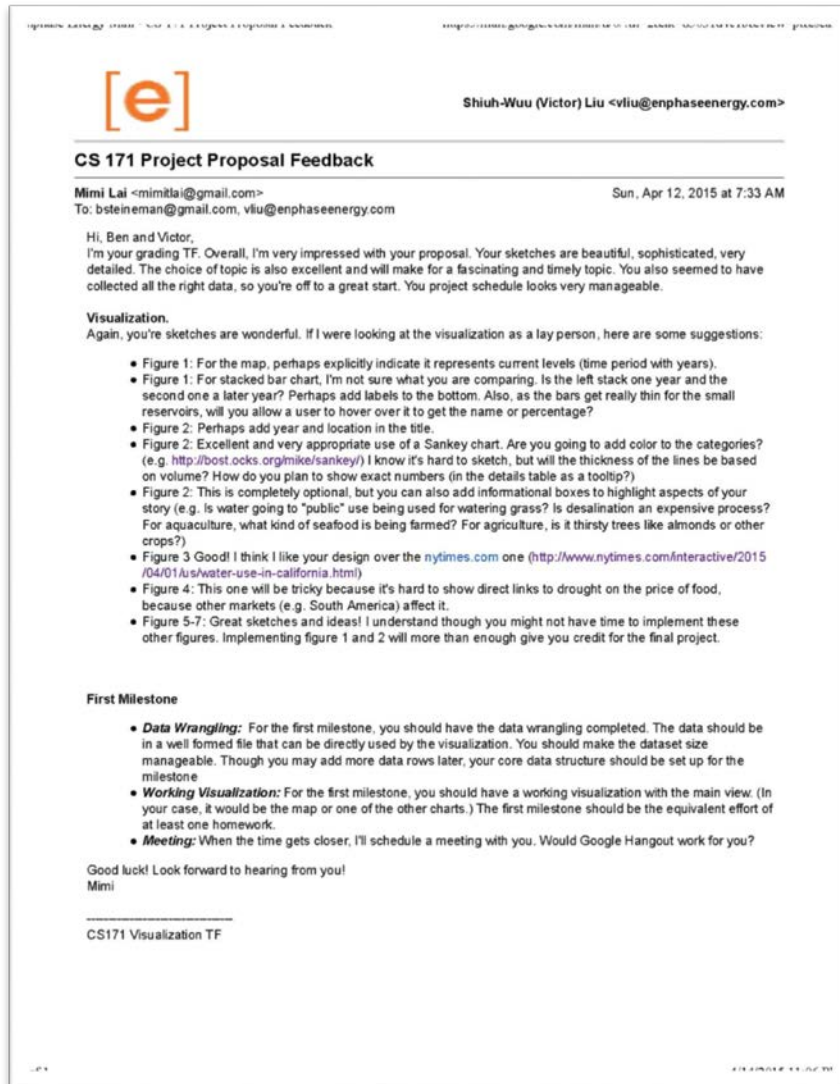 [e]
Shiuh-Wuu (Victor) Liu <vliu@enphaseenergy.com>
CS 171 Project Proposal Feedback
Mimi Lai <mimitlai@gmail.com>
Sun, Apr 12, 2015 at 7:33 AM
To: bsteineman@gmail.com, vliu@enphaseenergy.com
Hi, Ben and Victor,
I'm your grading TF. Overall, I'm very impressed with your proposal. Your sketches are beautiful, sophisticated, very
detailed. The choice of topic is also excellent and will make for a fascinating and timely topic. You also seemed to have
collected all the right data, so you're off to a great start. You project schedule looks very manageable.
Visualization.
Again, you're sketches are wonderful. If I were looking at the visualization as a lay person, here are some suggestions:
● Figure 1: For the map, perhaps explicitly indicate it represents current levels (time period with years).
● Figure 1: For stacked bar chart, I'm not sure what you are comparing. Is the left stack one year and the
second one a later year? Perhaps add labels to the bottom. Also, as the bars get really thin for the small
reservoirs, will you allow a user to hover over it to get the name or percentage?
● Figure 2: Perhaps add year and location in the title.
● Figure 2: Excellent and very appropriate use of a Sankey chart. Are you going to add color to the categories?
(e.g. http://bost.ocks.org/mike/sankey/) I know it's hard to sketch, but will the thickness of the lines be based
on volume? How do you plan to show exact numbers (in the details table as a tooltip?)
● Figure 2: This is completely optional, but you can also add informational boxes to highlight aspects of your
story (e.g. Is water going to "public" use being used for watering grass? Is desalination an expensive process?
For aquaculture, what kind of seafood is being farmed? For agriculture, is it thirsty trees like almonds or other
crops?)
● Figure 3 Good! I think I like your design over the nytimes.com one (http://www.nytimes.com/interactive/2015
/04/01/us/water-use-in-california.html)
● Figure 4: This one will be tricky because it's hard to show direct links to drought on the price of food,
because other markets (e.g. South America) affect it.
● Figure 5-7: Great sketches and ideas! I understand though you might not have time to implement these
other figures. Implementing figure 1 and 2 will more than enough give you credit for the final project.
First Milestone
● Data Wrangling: For the first milestone, you should have the data wrangling completed. The data should be
in a well formed file that can be directly used by the visualization. You should make the dataset size
manageable. Though you may add more data rows later, your core data structure should be set up for the
milestone
● Working Visualization: For the first milestone, you should have a working visualization with the main view. (In
your case, it would be the map or one of the other charts.) The first milestone should be the equivalent effort of
at least one homework.
● Meeting: When the time gets closer, I'll schedule a meeting with you. Would Google Hangout work for you?
Good luck! Look forward to hearing from you!
Mimi
--------------------------------
CS171 Visualization TF